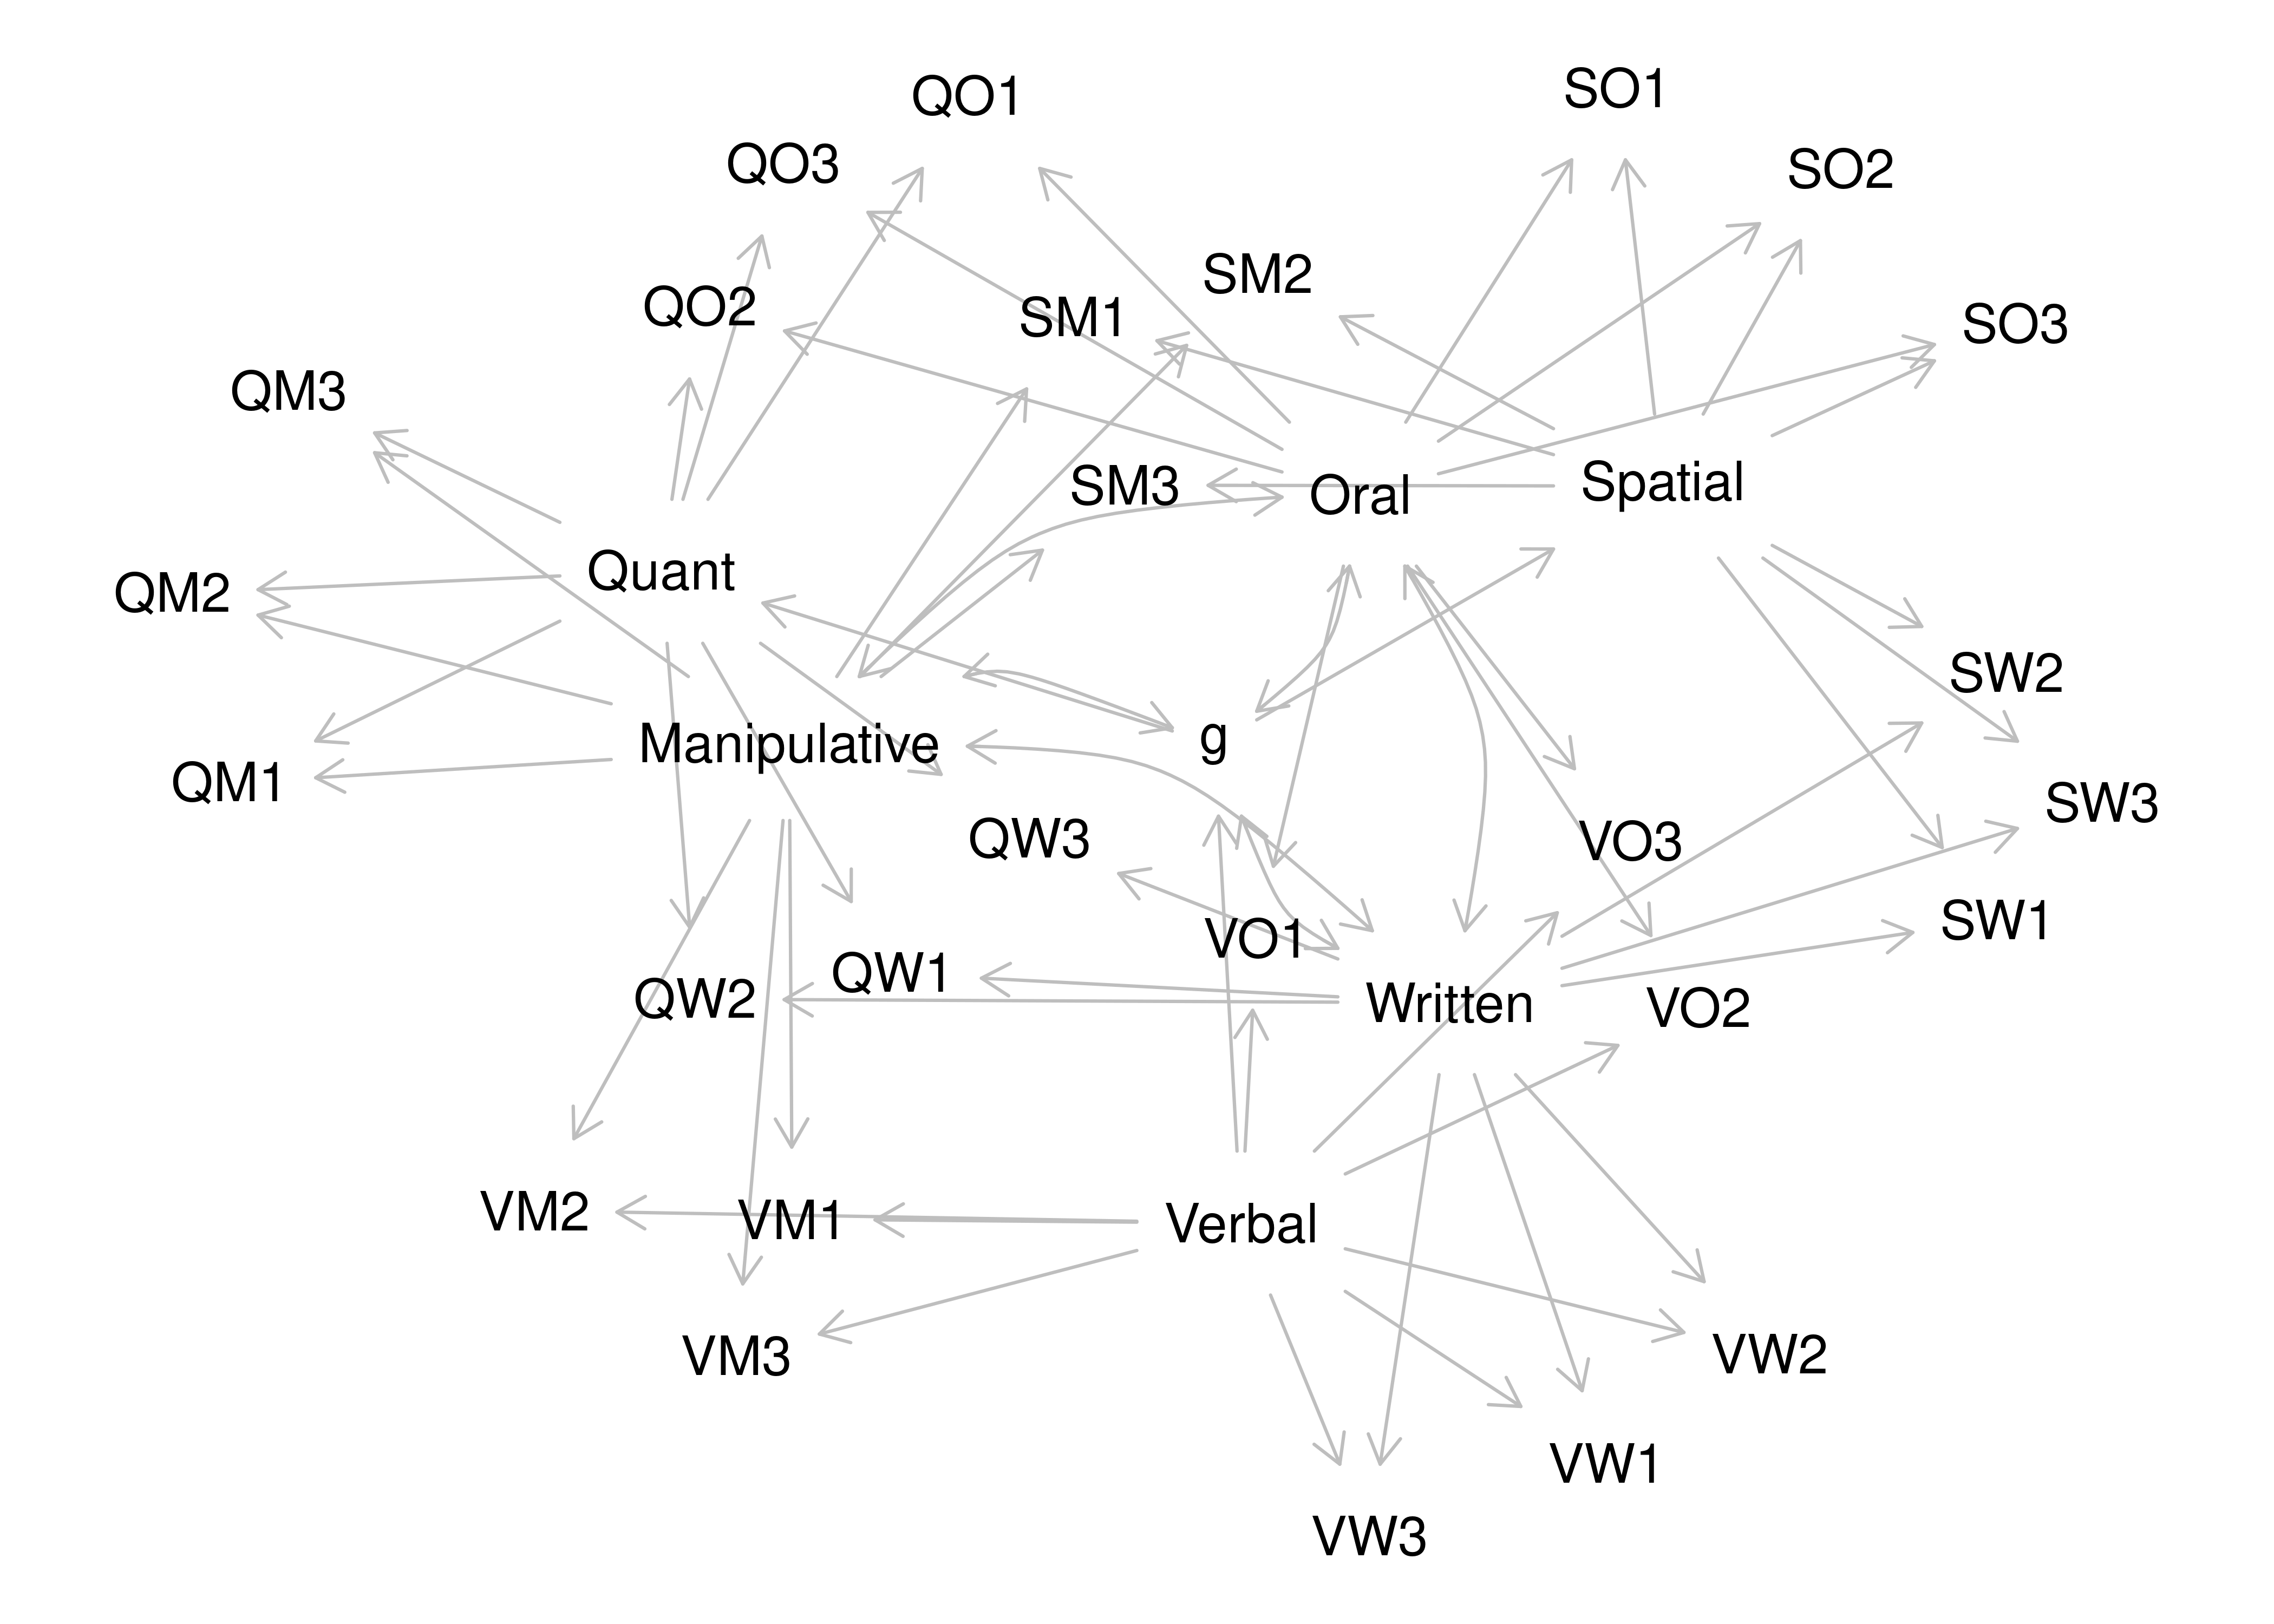 SO1
QO1
QO3
SO2
SM2
QO2
SM1
SO3
QM3
Spatial
SM3
Oral
Quant
QM2
SW2
g
Manipulative
QM1
SW3
QW3
VO3
SW1
VO1
QW1
QW2
Written
VO2
VM2
VM1
Verbal
VM3
VW2
VW1
VW3